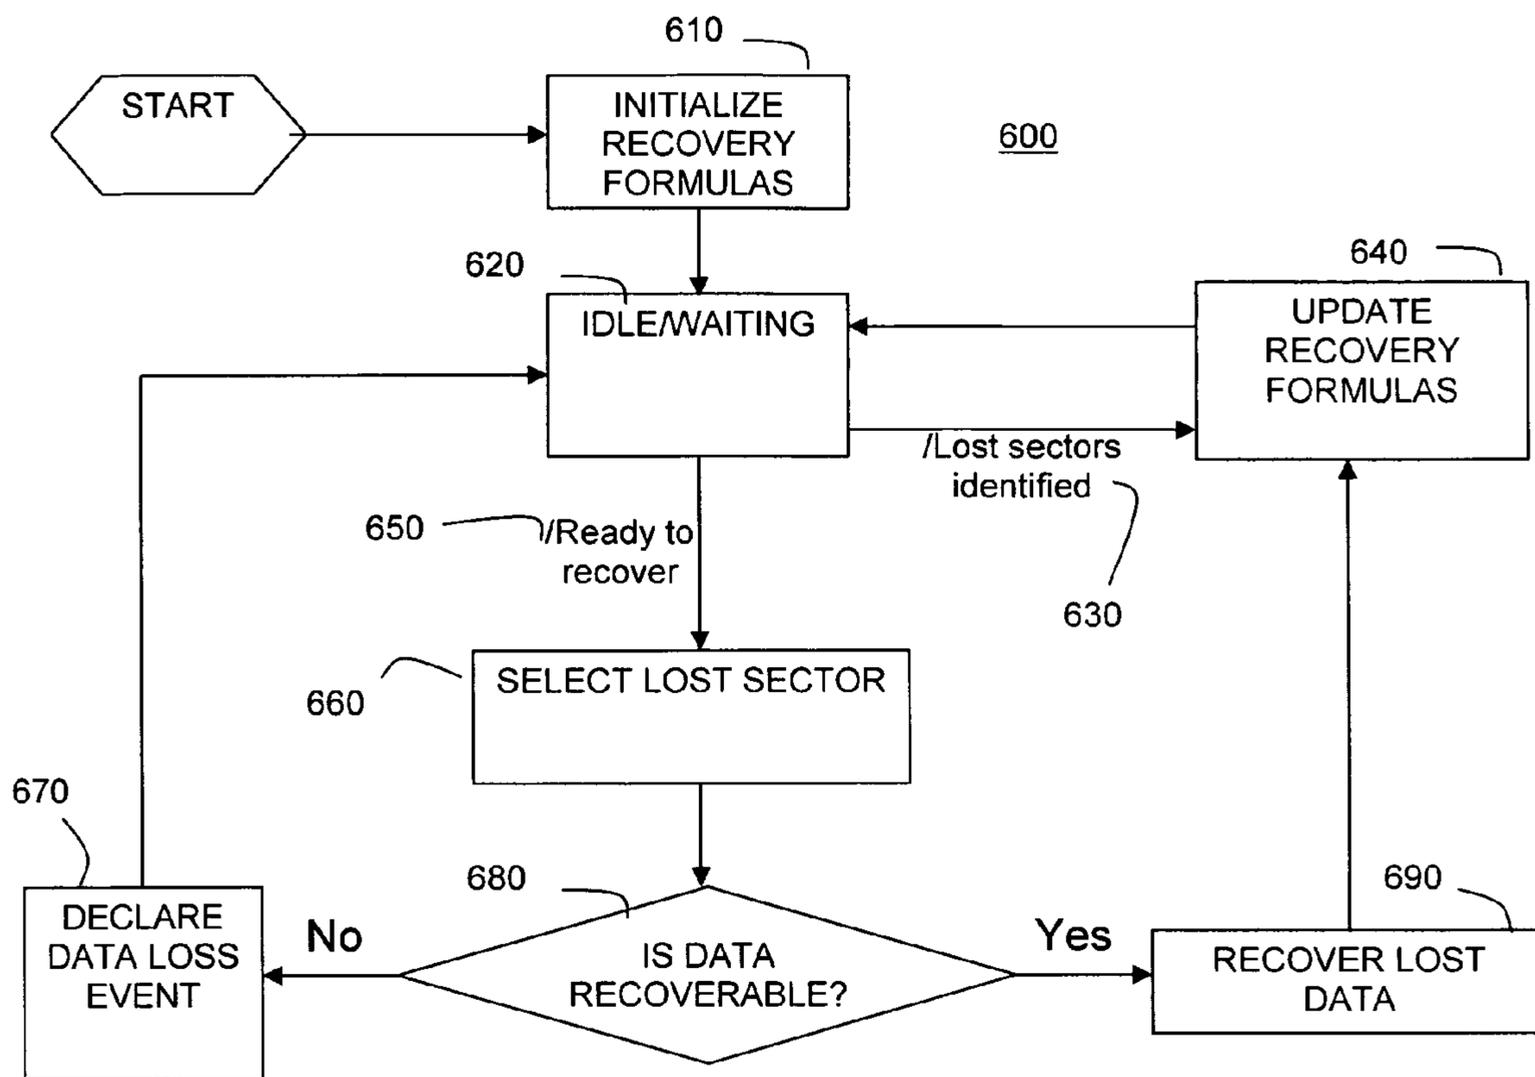 610
START
INITIALIZE
RECOVERY
FORMULAS
600
620
640
IDLE/WAITING
UPDATE
RECOVERY
FORMULAS
/Lost sectors
identified
630
650
/Ready to
recover
660
SELECT LOST SECTOR
670
680
690
DECLARE
DATA LOSS
EVENT
No
IS DATA
RECOVERABLE?
Yes
RECOVER LOST
DATA